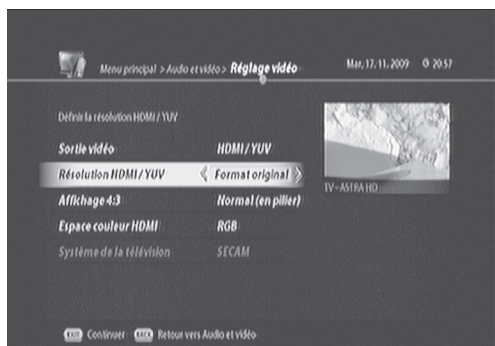 Menu principal > Audio et vidéo > Réglage vidéo
Mar, 17. 11, 2009 20:57
Définir la résolution HDMI / YUV
Sortie vidéo HDMI / YUV
Résolution HDMI / YUV Format original
Affichage 4:3 Normal (en pilier)
Espace couleur HDMI RGB
Système de la télévision SECAM
TV - ASTRA HD
EXIT Continuer BACK Retour vers Audio et vidéo